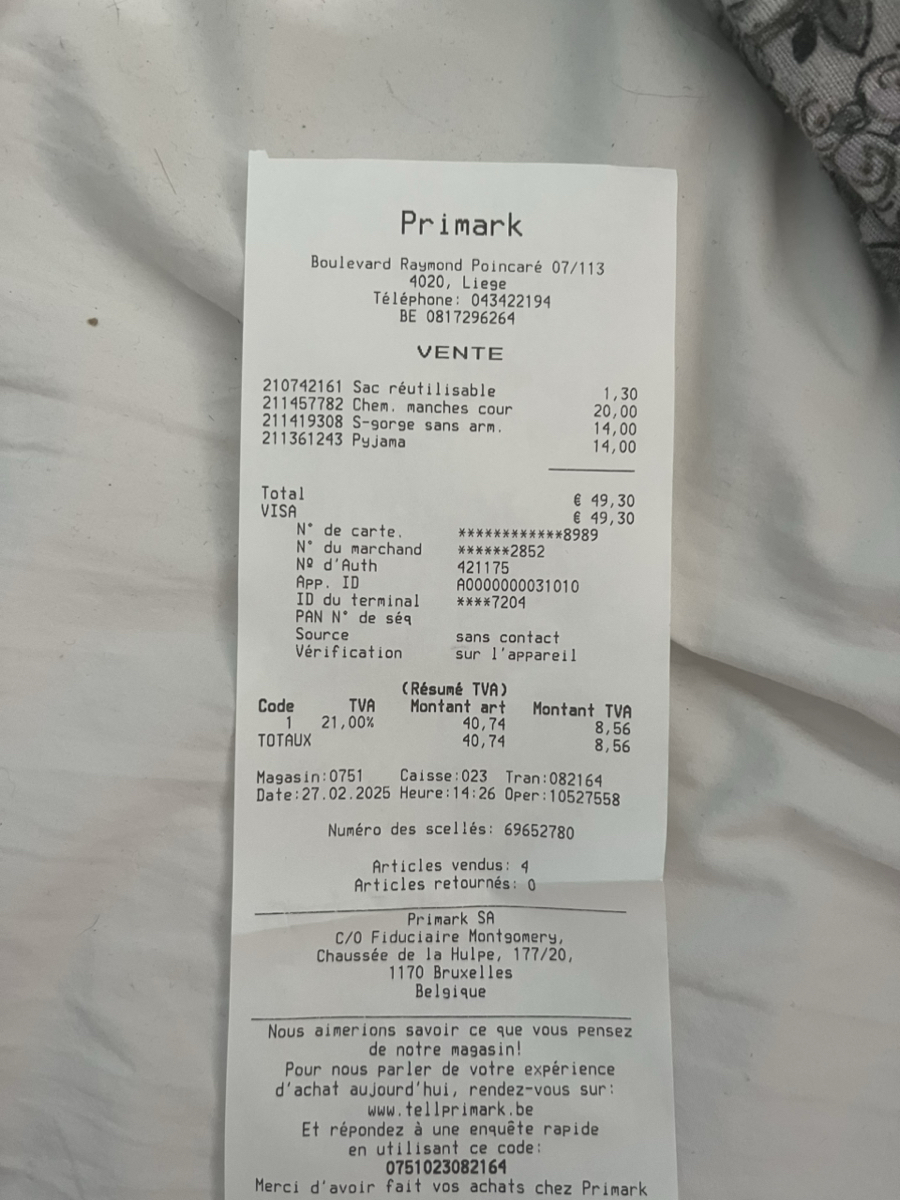 Primark
Boulevard Raymond Poincaré 07/113
4020, Liege
Téléphone: 043422194
BE 0817296264
VENTE
210742161 Sac réutilisable 1,30
211457782 Chem. manches cour 20,00
211419308 S-gorge sans arm. 14,00
211361243 Pyjama 14,00
Total € 49,30
VISA € 49,30
N° de carte. ************8989
N° du marchand ******2852
Nº d'Auth 421175
App. ID A0000000031010
ID du terminal ****7204
PAN N° de séq
Source sans contact
Vérification sur l'appareil
(Résumé TVA)
Code TVA Montant art Montant TVA
1 21,00% 40,74 8,56
TOTAUX 40,74 8,56
Magasin:0751 Caisse:023 Tran:082164
Date:27.02.2025 Heure:14:26 Oper:10527558
Numéro des scellés: 69652780
Articles vendus: 4
Articles retournés: 0
Primark SA
C/O Fiduciaire Montgomery,
Chaussée de la Hulpe, 177/20,
1170 Bruxelles
Belgique
Nous aimerions savoir ce que vous pensez
de notre magasin!
Pour nous parler de votre expérience
d'achat aujourd'hui, rendez-vous sur:
www.tellprimark.be
Et répondez à une enquête rapide
en utilisant ce code:
0751023082164
Merci d'avoir fait vos achats chez Primark